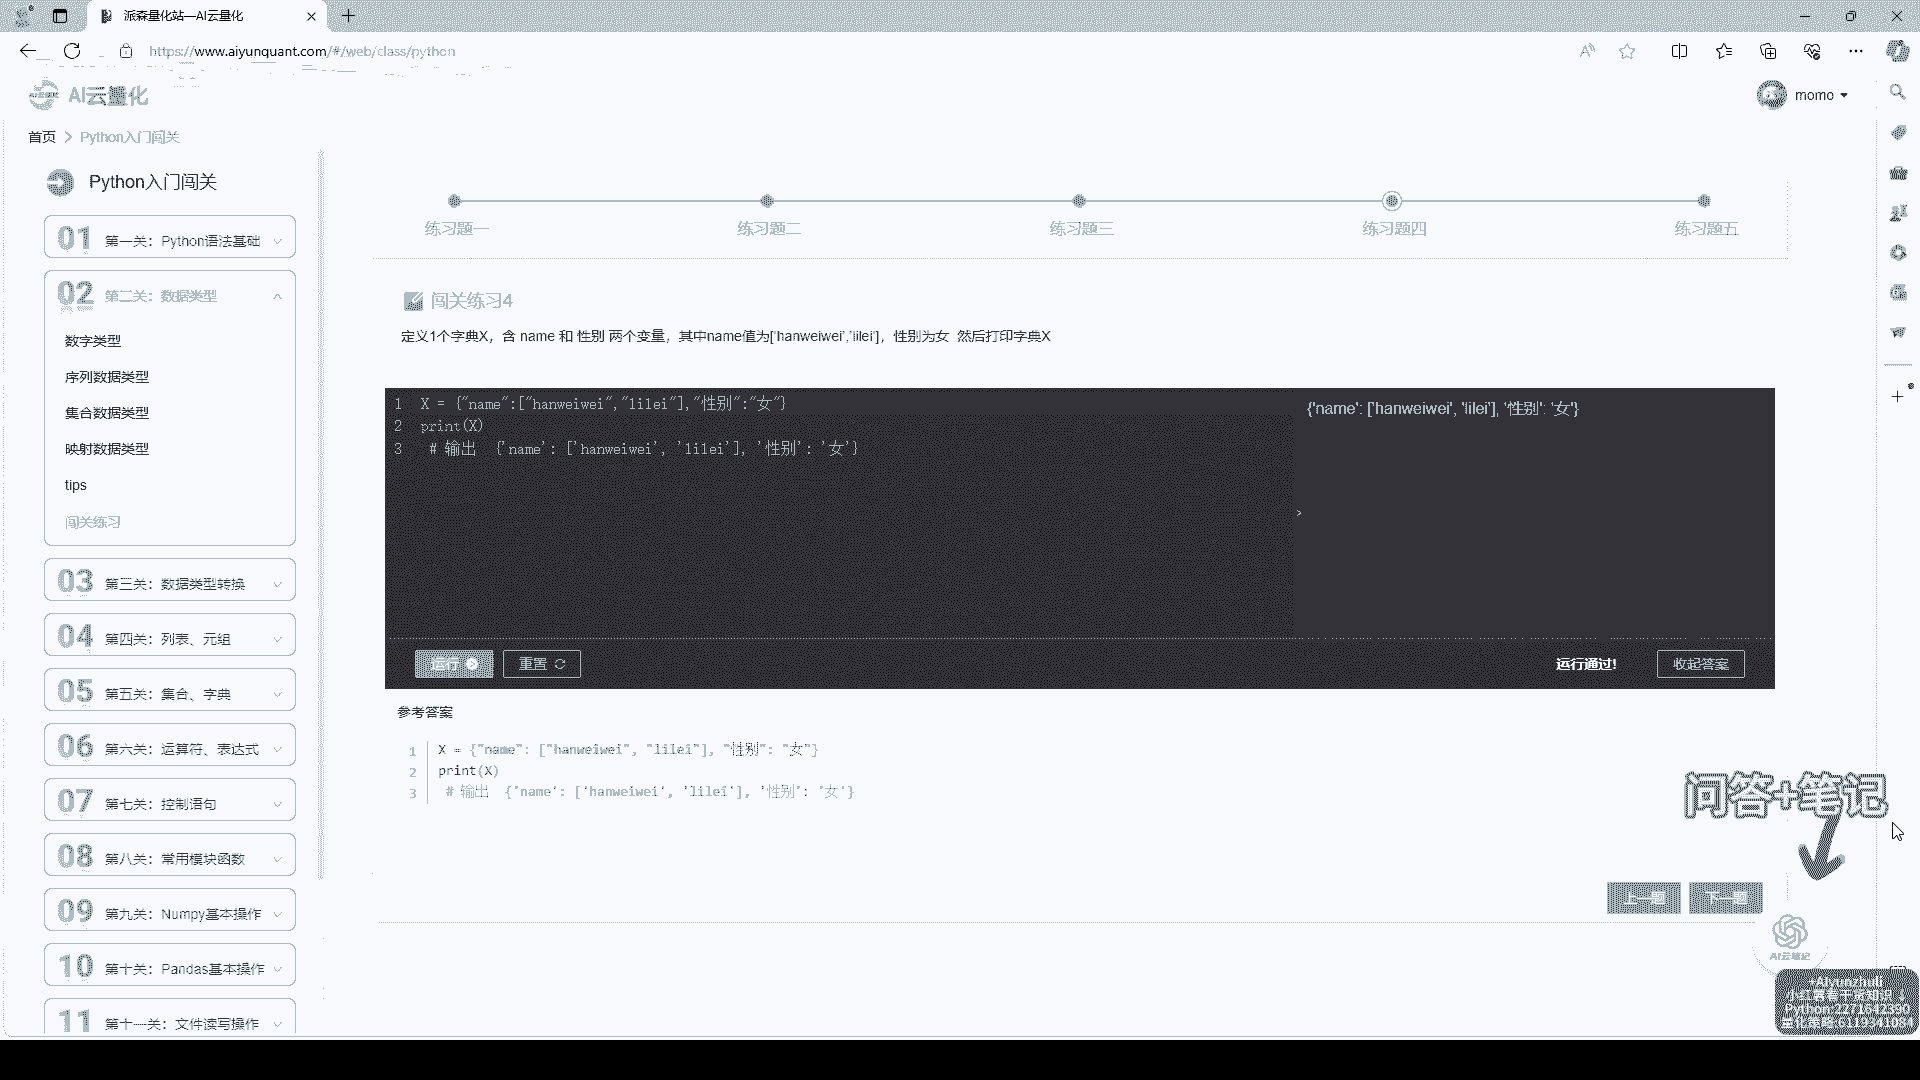 派森量化站—AI云量化
https://www.aiyunquant.com/#/web/class/python
AI云量化
momo
首页 > Python入门闯关
Python入门闯关
01 第一关：Python语法基础
02 第二关：数据类型
数字类型
序列数据类型
集合数据类型
映射数据类型
tips
闯关练习
03 第三关：数据类型转换
04 第四关：列表、元组
05 第五关：集合、字典
06 第六关：运算符、表达式
07 第七关：控制语句
08 第八关：常用模块函数
09 第九关：Numpy基本操作
10 第十关：Pandas基本操作
11 第十一关：文件读写操作
练习题一
练习题二
练习题三
练习题四
练习题五
闯关练习4
定义1个字典X，含 name 和 性别 两个变量，其中name值为['hanweiwei','lilei']，性别为女 然后打印字典X
1 X = {"name":["hanweiwei","lilei"],"性别":"女"}
2 print(X)
3 # 输出 {'name': ['hanweiwei', 'lilei'], '性别': '女'}
{'name': ['hanweiwei', 'lilei'], '性别': '女'}
运行
重置
运行通过!
收起答案
参考答案
1 X = {"name": ["hanweiwei", "lilei"], "性别": "女"}
2 print(X)
3 # 输出 {'name': ['hanweiwei', 'lilei'], '性别': '女'}
问答+笔记
上一题
下一题
AI云笔记
+Aiyunzhuli
Python:2271642390
量化策略:6119341084